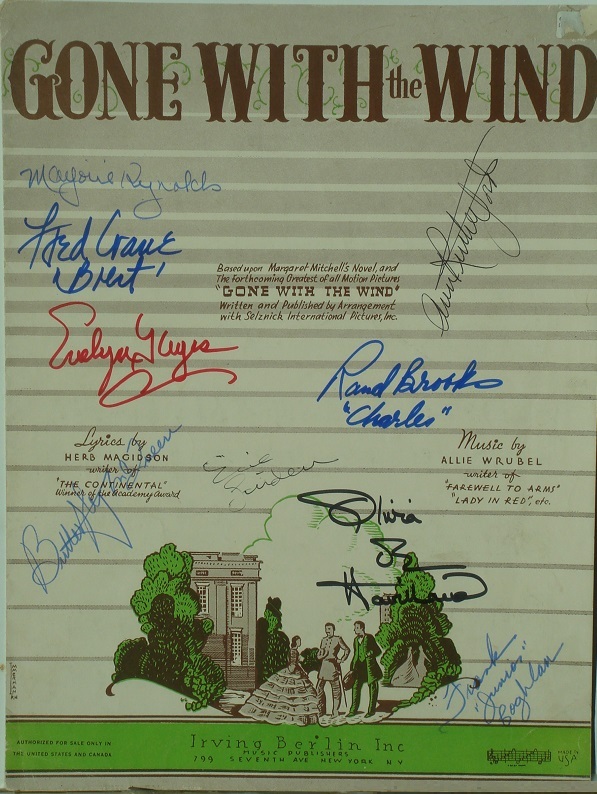 GONE WITH the WIND
Marjorie Reynolds
Ann Rutherford
Fred Crane
"Brent"
Based upon Margaret Mitchell's Novel, and
The Forthcoming Greatest of all Motion Pictures
"GONE WITH THE WIND"
Written and Published by Arrangement
with Selznick International Pictures, Inc.
Evelyn Keyes
Rand Brooks
"Charles"
Lyrics by
HERB MAGIDSON
writer of
"THE CONTINENTAL"
Winner of the Academy Award
Music by
ALLIE WRUBEL
writer of
"FAREWELL TO ARMS"
"LADY IN RED", etc.
Butterfly McQueen
Olivia
de
Havilland
Frank
"Junior"
Coghlan
AUTHORIZED FOR SALE ONLY IN
THE UNITED STATES AND CANADA
Irving Berlin Inc
MUSIC PUBLISHERS
799 SEVENTH AVE NEW YORK N Y
MADE IN
USA